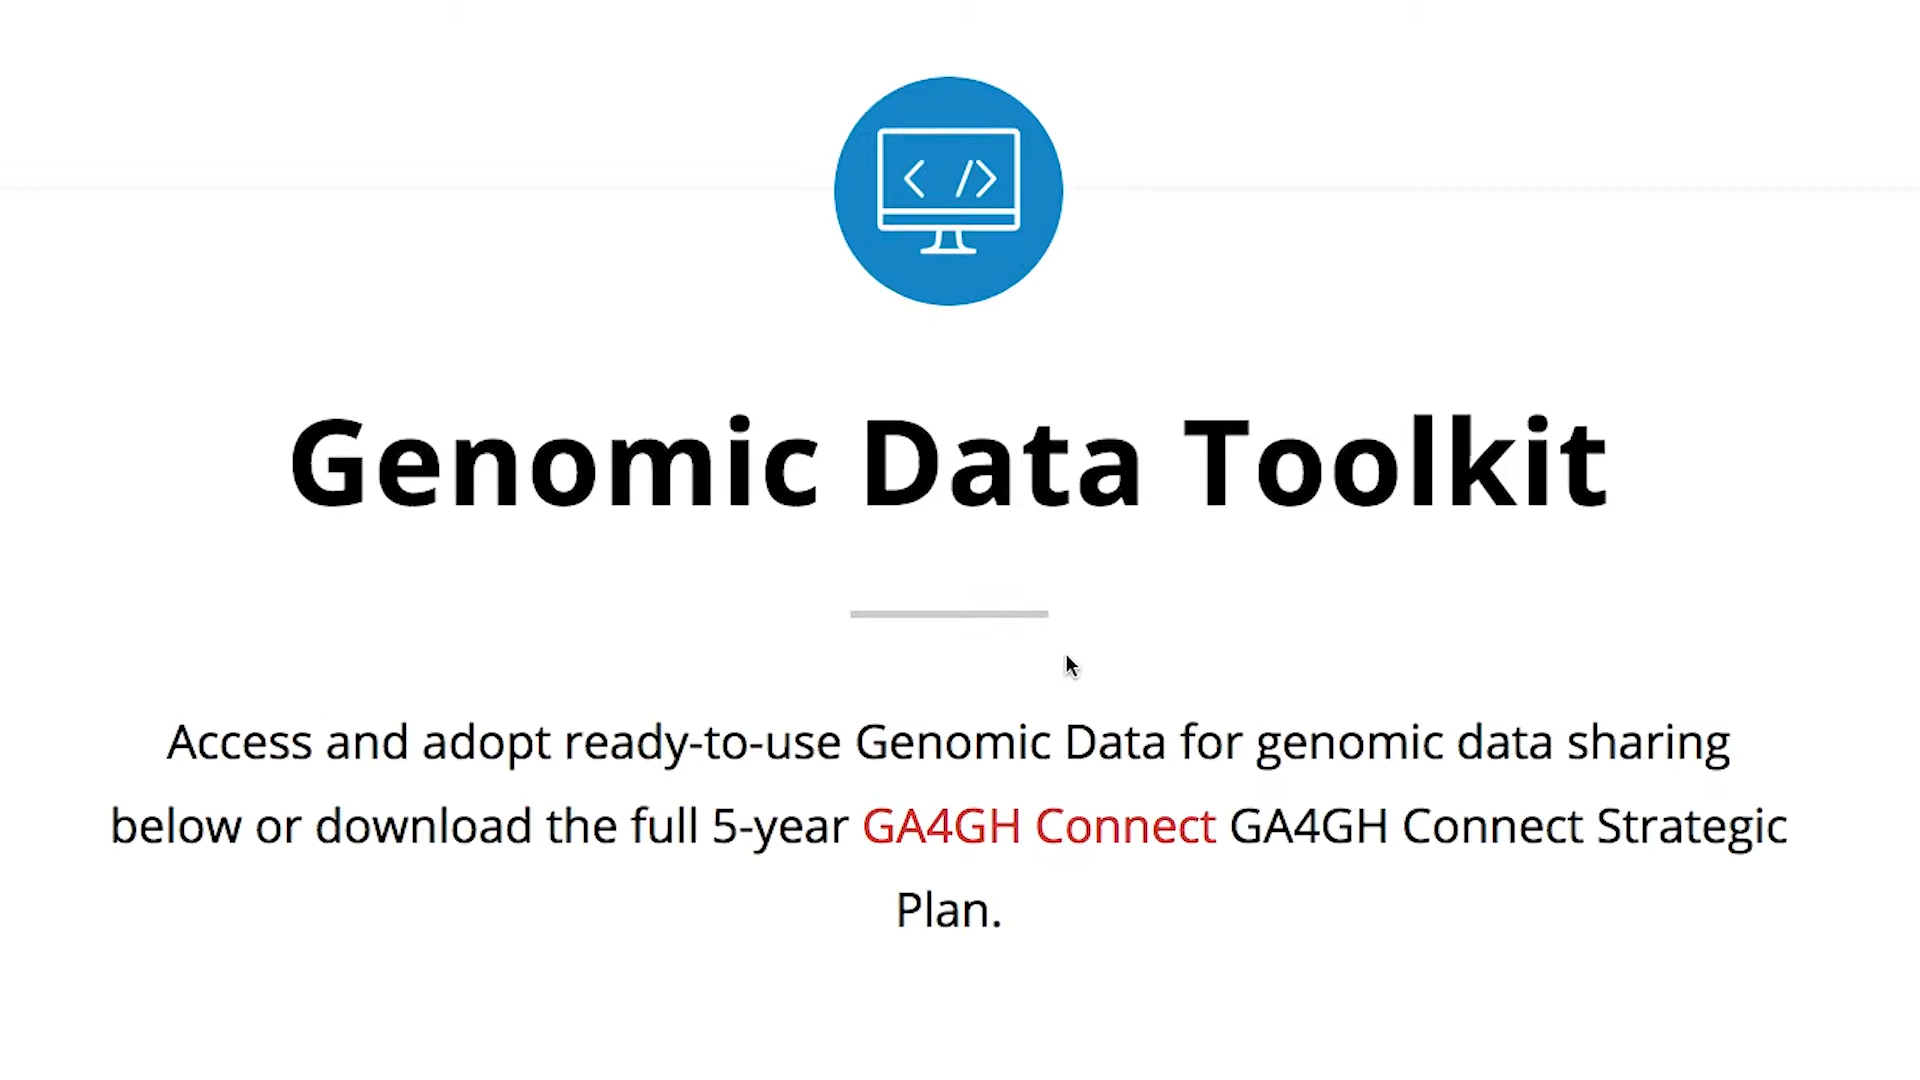 Genomic Data Toolkit
Access and adopt ready-to-use Genomic Data for genomic data sharing
below or download the full 5-year GA4GH Connect GA4GH Connect Strategic
Plan.